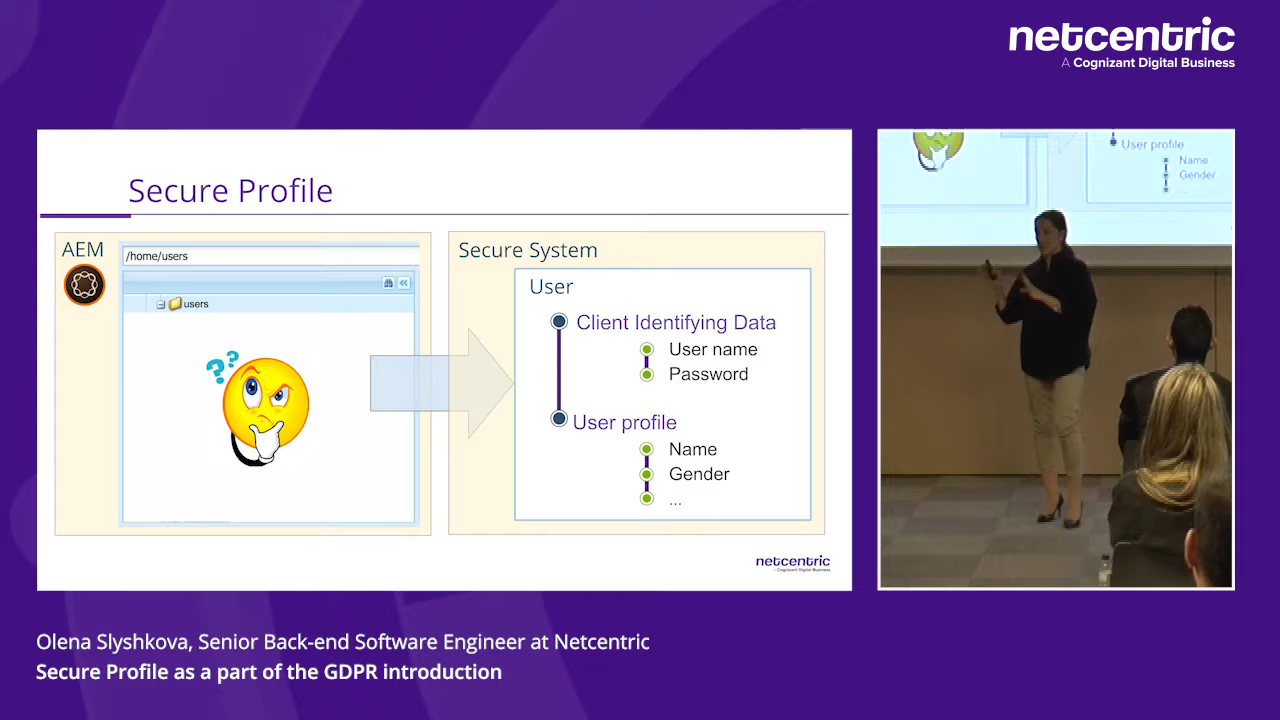 netcentric
A Cognizant Digital Business
Secure Profile
AEM
/home/users
users
??
Secure System
User
Client Identifying Data
User name
Password
User profile
Name
Gender
...
netcentric
A Cognizant Digital Business
User profile
Name
Gender
...
Olena Slyshkova, Senior Back-end Software Engineer at Netcentric
Secure Profile as a part of the GDPR introduction